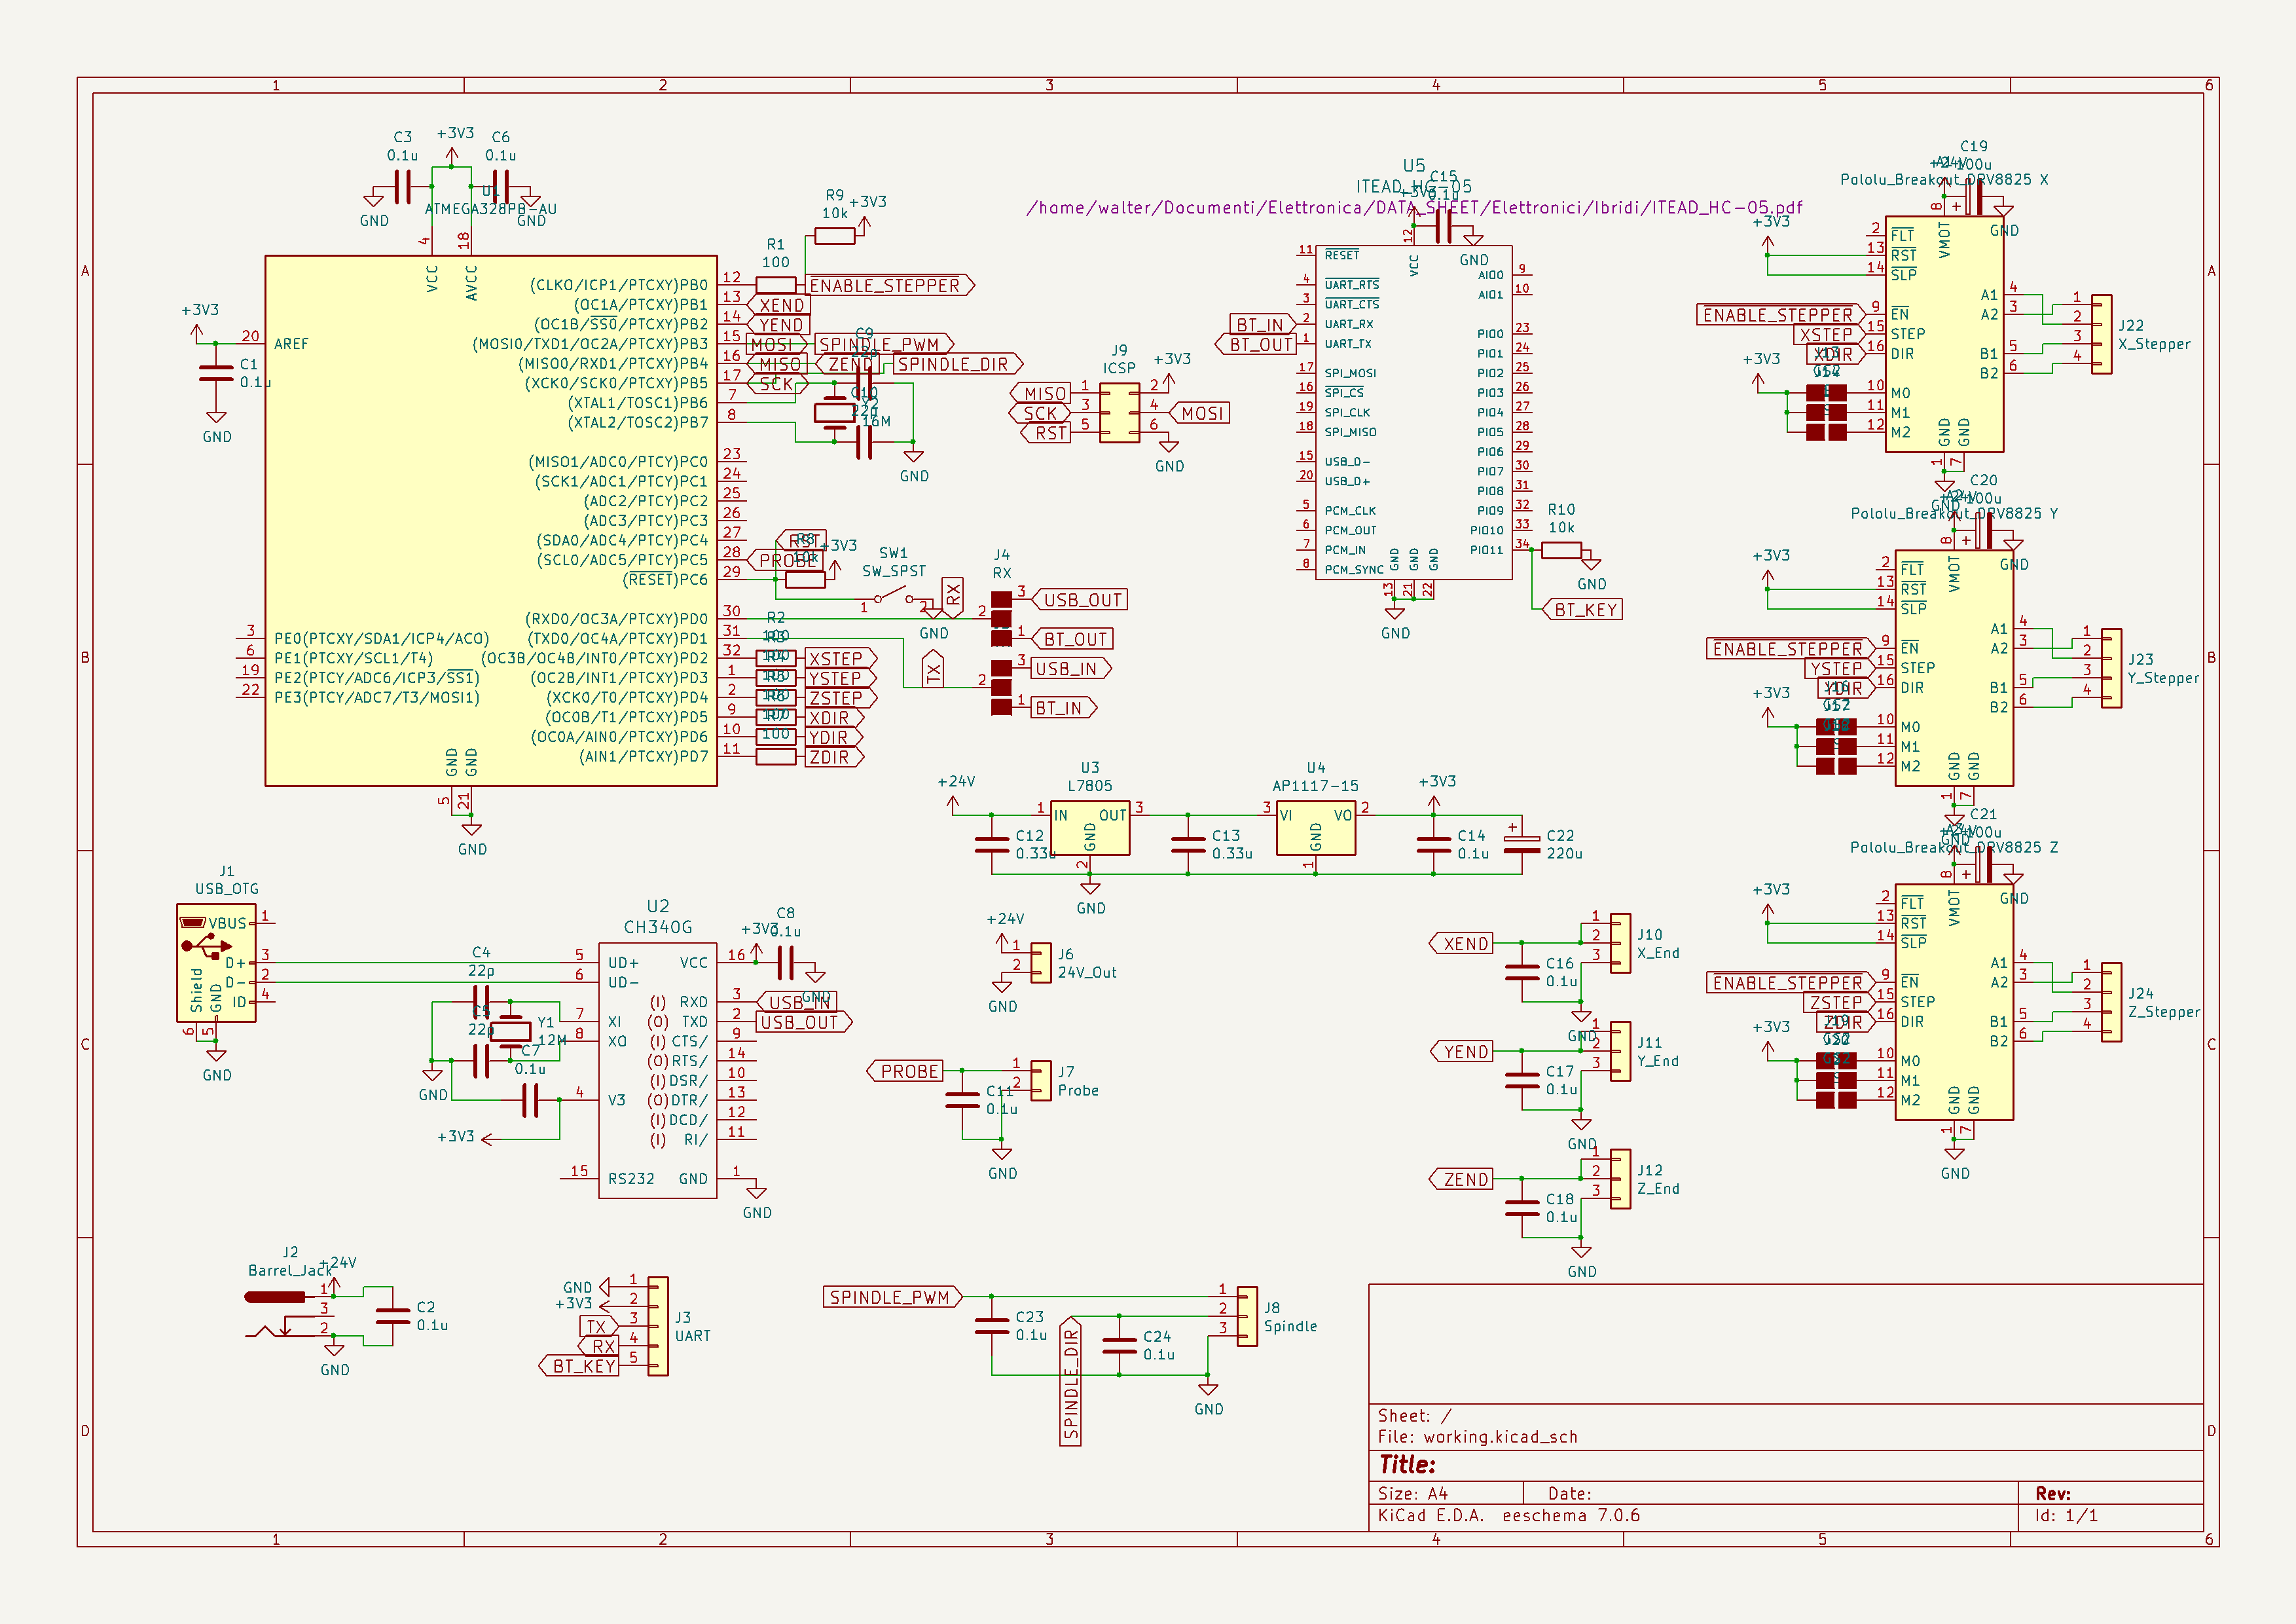 1 2 3 4 5 6
A
B
C
D
C3
0.1u
+3V3
C6
0.1u
GND
U1
ATMEGA328PB-AU
GND
4
18
VCC
AVCC
+3V3
20
AREF
C1
0.1u
GND
(CLKO/ICP1/PTCXY)PB0
12
(OC1A/PTCXY)PB1
13
(OC1B/SS0/PTCXY)PB2
14
(MOSI0/TXD1/OC2A/PTCXY)PB3
15
(MISO0/RXD1/PTCXY)PB4
16
(XCK0/SCK0/PTCXY)PB5
17
(XTAL1/TOSC1)PB6
7
(XTAL2/TOSC2)PB7
8
(MISO1/ADC0/PTCY)PC0
23
(SCK1/ADC1/PTCY)PC1
24
(ADC2/PTCY)PC2
25
(ADC3/PTCY)PC3
26
(SDA0/ADC4/PTCY)PC4
27
(SCL0/ADC5/PTCY)PC5
28
(RESET)PC6
29
(RXD0/OC3A/PTCXY)PD0
30
(TXD0/OC4A/PTCXY)PD1
31
(OC3B/OC4B/INT0/PTCXY)PD2
32
(OC2B/INT1/PTCXY)PD3
1
(XCK0/T0/PTCXY)PD4
2
(OC0B/T1/PTCXY)PD5
9
(OC0A/AIN0/PTCXY)PD6
10
(AIN1/PTCXY)PD7
11
3
PE0(PTCXY/SDA1/ICP4/ACO)
6
PE1(PTCXY/SCL1/T4)
19
PE2(PTCY/ADC6/ICP3/SS1)
22
PE3(PTCY/ADC7/T3/MOSI1)
GND
GND
5
21
GND
R9
10k
+3V3
R1
100
ENABLE_STEPPER
XEND
YEND
MOSI
SPINDLE_PWM
MISO
ZEND
SPINDLE_DIR
SCK
C9
C10
16M
GND
RST
+3V3
PROBE
SW1
SW_SPST
1
2
GND
RX
TX
J4
RX
3
USB_OUT
2
1
BT_OUT
3
USB_IN
2
1
BT_IN
R2
100
R3
R4
R5
R6
R7
100
XSTEP
YSTEP
ZSTEP
XDIR
YDIR
ZDIR
J9
ICSP
+3V3
MISO
1
2
SCK
3
4
MOSI
RST
5
6
GND
U5
ITEAD_HC-05
/home/walter/Documenti/Elettronica/DATA_SHEET/Elettronici/Ibridi/ITEAD_HC-05.pdf
C15
0.1u
+3V3
12
VCC
GND
11
RESET
4
UART_RTS
3
UART_CTS
BT_IN
2
UART_RX
BT_OUT
1
UART_TX
17
SPI_MOSI
16
SPI_CS
19
SPI_CLK
18
SPI_MISO
15
USB_D-
20
USB_D+
5
PCM_CLK
6
PCM_OUT
7
PCM_IN
8
PCM_SYNC
AIO0
9
AIO1
10
PIO0
23
PIO1
24
PIO2
25
PIO3
26
PIO4
27
PIO5
28
PIO6
29
PIO7
30
PIO8
31
PIO9
32
PIO10
33
PIO11
34
GND
GND
GND
13
21
22
GND
R10
10k
GND
BT_KEY
C19
100u
+24V
Pololu_Breakout_DRV8825 X
8
VMOT
GND
+3V3
2
FLT
13
RST
14
SLP
ENABLE_STEPPER
9
EN
XSTEP
15
STEP
XDIR
16
DIR
+3V3
J14
10
M0
11
M1
12
M2
A1
4
A2
3
B1
5
B2
6
GND
GND
1
7
GND
1
2
3
4
J22
X_Stepper
C20
100u
+24V
Pololu_Breakout_DRV8825 Y
8
VMOT
GND
+3V3
2
FLT
13
RST
14
SLP
ENABLE_STEPPER
9
EN
YSTEP
15
STEP
YDIR
16
DIR
+3V3
10
M0
11
M1
12
M2
A1
4
A2
3
B1
5
B2
6
GND
GND
1
7
GND
1
2
3
4
J23
Y_Stepper
C21
100u
+24V
Pololu_Breakout_DRV8825 Z
8
VMOT
GND
+3V3
2
FLT
13
RST
14
SLP
ENABLE_STEPPER
9
EN
ZSTEP
15
STEP
ZDIR
16
DIR
+3V3
10
M0
11
M1
12
M2
A1
4
A2
3
B1
5
B2
6
GND
GND
1
7
GND
1
2
3
4
J24
Z_Stepper
+24V
U3
L7805
1
IN
OUT
3
GND
2
C12
0.33u
C13
0.33u
GND
U4
AP1117-15
3
VI
VO
2
GND
1
+3V3
C14
0.1u
C22
220u
J1
USB_OTG
VBUS
1
D+
3
D-
2
ID
4
Shield
GND
6
5
GND
C4
22p
C5
22p
Y1
12M
C7
0.1u
GND
+3V3
U2
CH340G
5
UD+
6
UD-
7
XI
8
XO
4
V3
15
RS232
VCC
16
(I) RXD
3
(O) TXD
2
(I) CTS/
9
(O) RTS/
14
(I) DSR/
10
(O) DTR/
13
(I) DCD/
12
(I) RI/
11
GND
1
GND
C8
0.1u
+3V3
GND
USB_IN
USB_OUT
+24V
1
2
J6
24V_Out
GND
PROBE
1
2
J7
Probe
C11
0.1u
GND
XEND
1
2
3
J10
X_End
C16
0.1u
GND
YEND
1
2
3
J11
Y_End
C17
0.1u
GND
ZEND
1
2
3
J12
Z_End
C18
0.1u
GND
J2
Barrel_Jack
+24V
1
3
2
GND
C2
0.1u
GND
1
+3V3
2
TX
3
RX
4
BT_KEY
5
J3
UART
SPINDLE_PWM
C23
0.1u
SPINDLE_DIR
C24
0.1u
1
2
3
J8
Spindle
GND
Sheet: /
File: working.kicad_sch
Title:
Size: A4
Date:
Rev:
KiCad E.D.A. eeschema 7.0.6
Id: 1/1
1 2 3 4 5 6
A
B
C
D